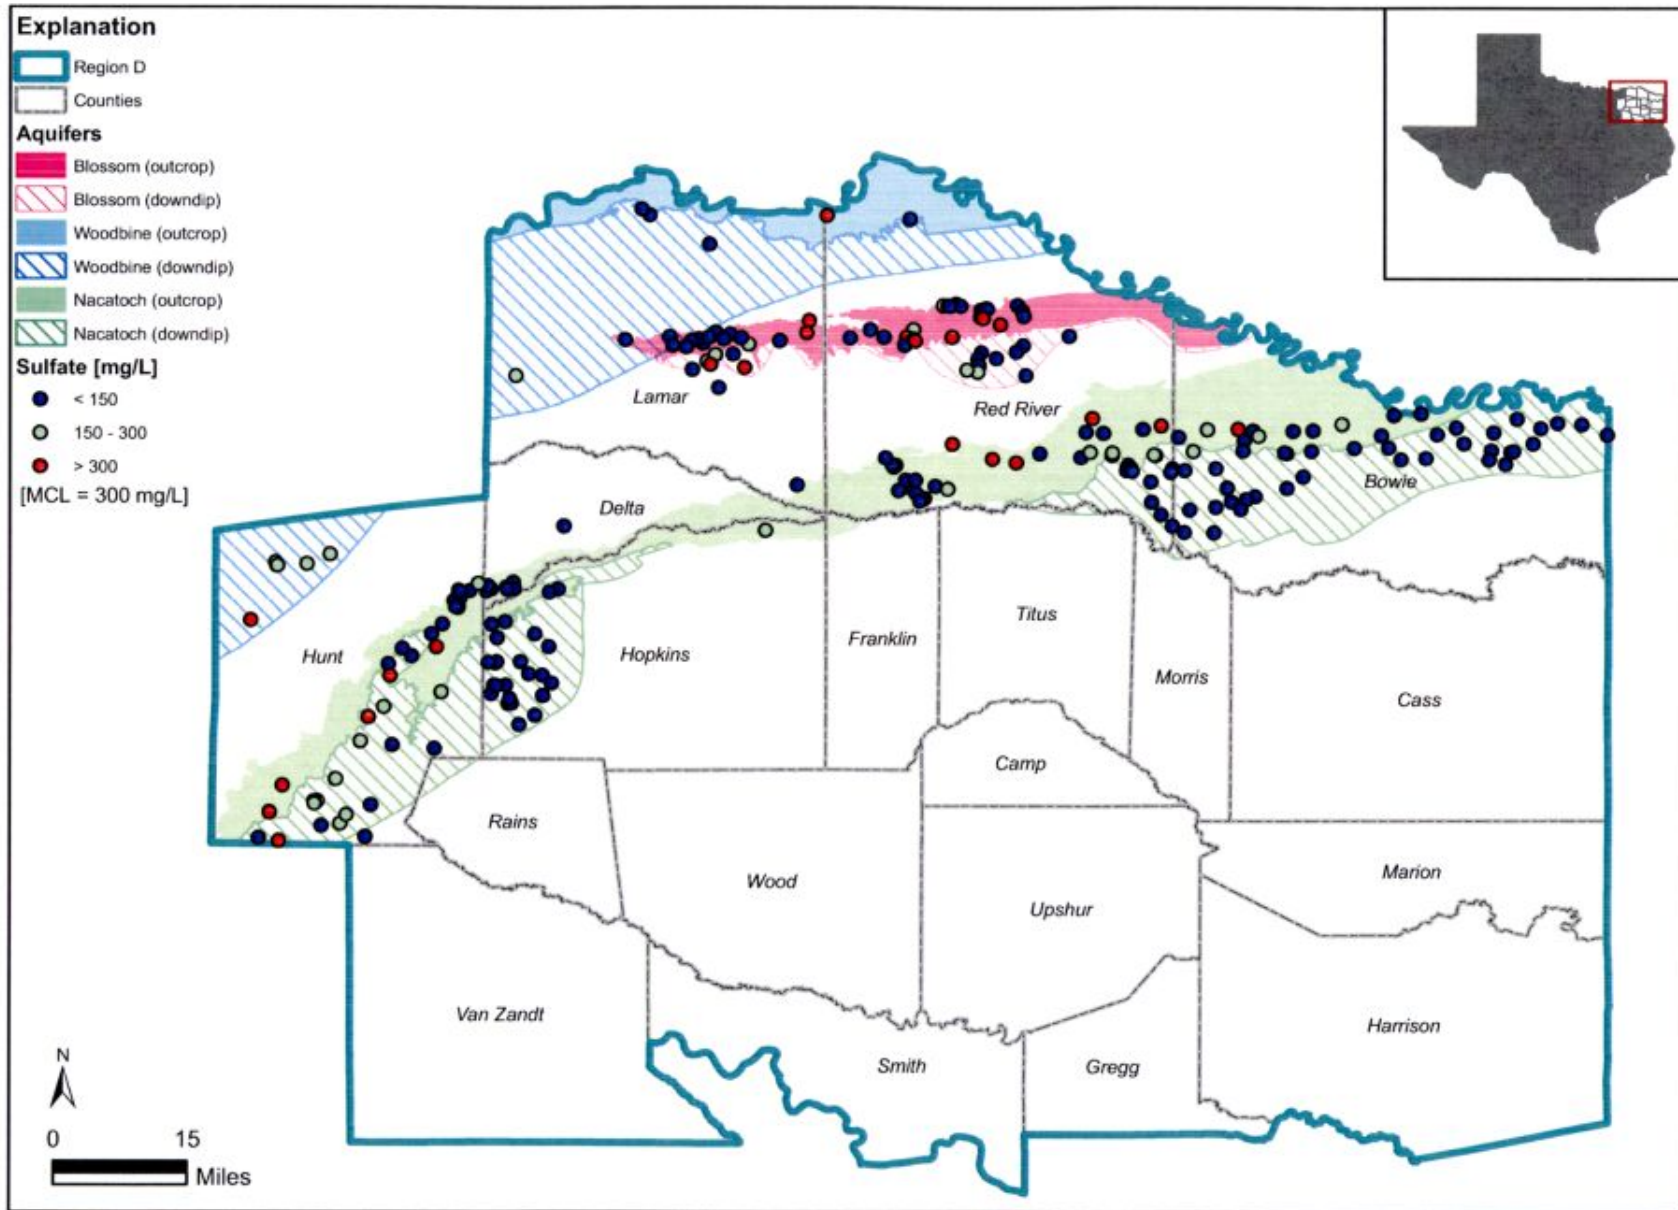 Explanation
Region D
Counties
Aquifers
Blossom (outcrop)
Blossom (downdip)
Woodbine (outcrop)
Woodbine (downdip)
Nacatoch (outcrop)
Nacatoch (downdip)
Sulfate [mg/L]
< 150
150 - 300
> 300
[MCL = 300 mg/L]
Lamar
Red River
Delta
Bowie
Hunt
Hopkins
Franklin
Titus
Morris
Cass
Camp
Rains
Wood
Upshur
Marion
Van Zandt
Smith
Gregg
Harrison
N
0 15
Miles